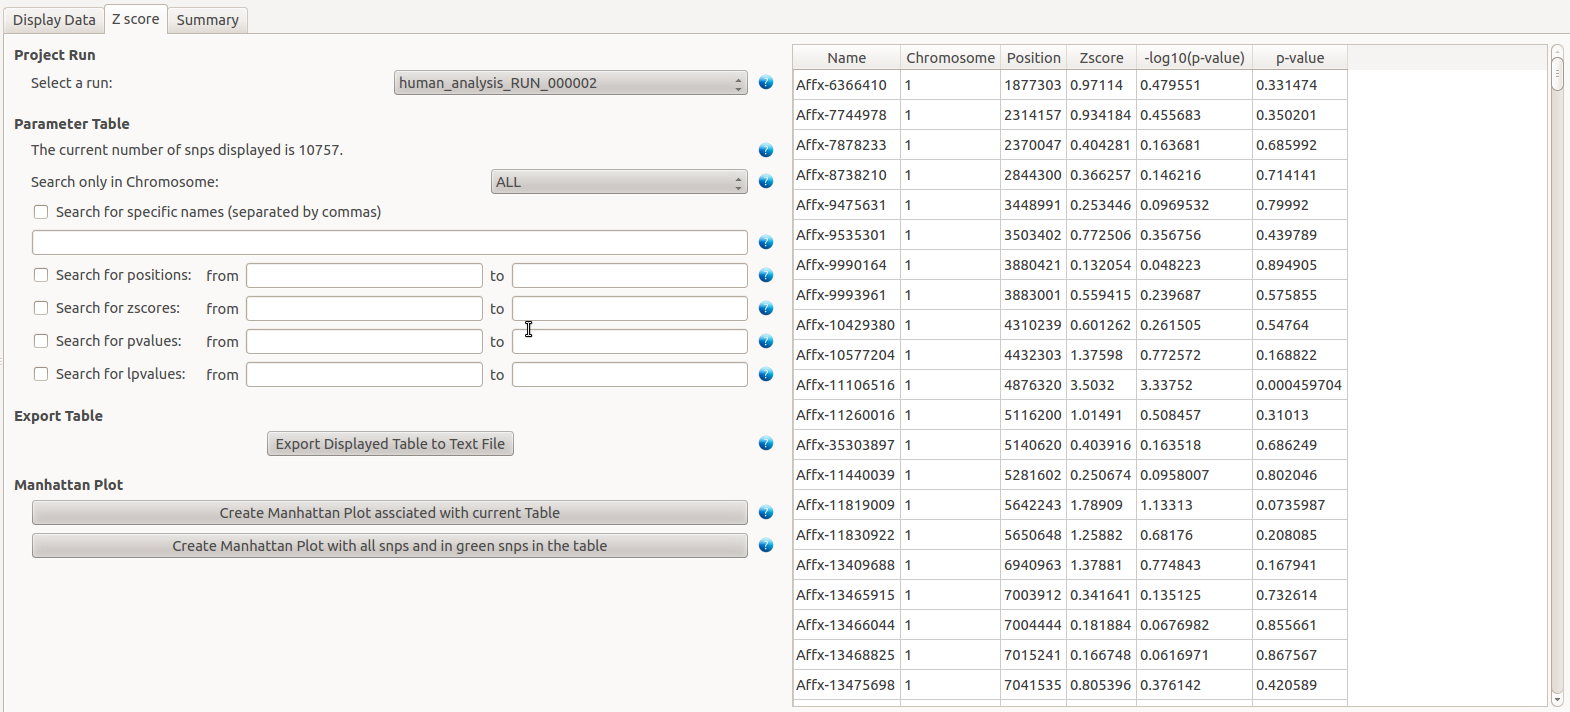 Display Data Z score Summary
Project Run
Select a run: human_analysis_RUN_000002 ?
Parameter Table
The current number of snps displayed is 10757. ?
Search only in Chromosome: ALL ?
Search for specific names (separated by commas)
?
Search for positions: from to ?
Search for zscores: from to ?
Search for pvalues: from to ?
Search for lpvalues: from to ?
Export Table
Export Displayed Table to Text File ?
Manhattan Plot
Create Manhattan Plot assciated with current Table ?
Create Manhattan Plot with all snps and in green snps in the table ?
Name Chromosome Position Zscore -log10(p-value) p-value
Affx-6366410 1 1877303 0.97114 0.479551 0.331474
Affx-7744978 1 2314157 0.934184 0.455683 0.350201
Affx-7878233 1 2370047 0.404281 0.163681 0.685992
Affx-8738210 1 2844300 0.366257 0.146216 0.714141
Affx-9475631 1 3448991 0.253446 0.0969532 0.79992
Affx-9535301 1 3503402 0.772506 0.356756 0.439789
Affx-9990164 1 3880421 0.132054 0.048223 0.894905
Affx-9993961 1 3883001 0.559415 0.239687 0.575855
Affx-10429380 1 4310239 0.601262 0.261505 0.54764
Affx-10577204 1 4432303 1.37598 0.772572 0.168822
Affx-11106516 1 4876320 3.5032 3.33752 0.000459704
Affx-11260016 1 5116200 1.01491 0.508457 0.31013
Affx-35303897 1 5140620 0.403916 0.163518 0.686249
Affx-11440039 1 5281602 0.250674 0.0958007 0.802046
Affx-11819009 1 5642243 1.78909 1.13313 0.0735987
Affx-11830922 1 5650648 1.25882 0.68176 0.208085
Affx-13409688 1 6940963 1.37881 0.774843 0.167941
Affx-13465915 1 7003912 0.341641 0.135125 0.732614
Affx-13466044 1 7004444 0.181884 0.0676982 0.855661
Affx-13468825 1 7015241 0.166748 0.0616971 0.867567
Affx-13475698 1 7041535 0.805396 0.376142 0.420589